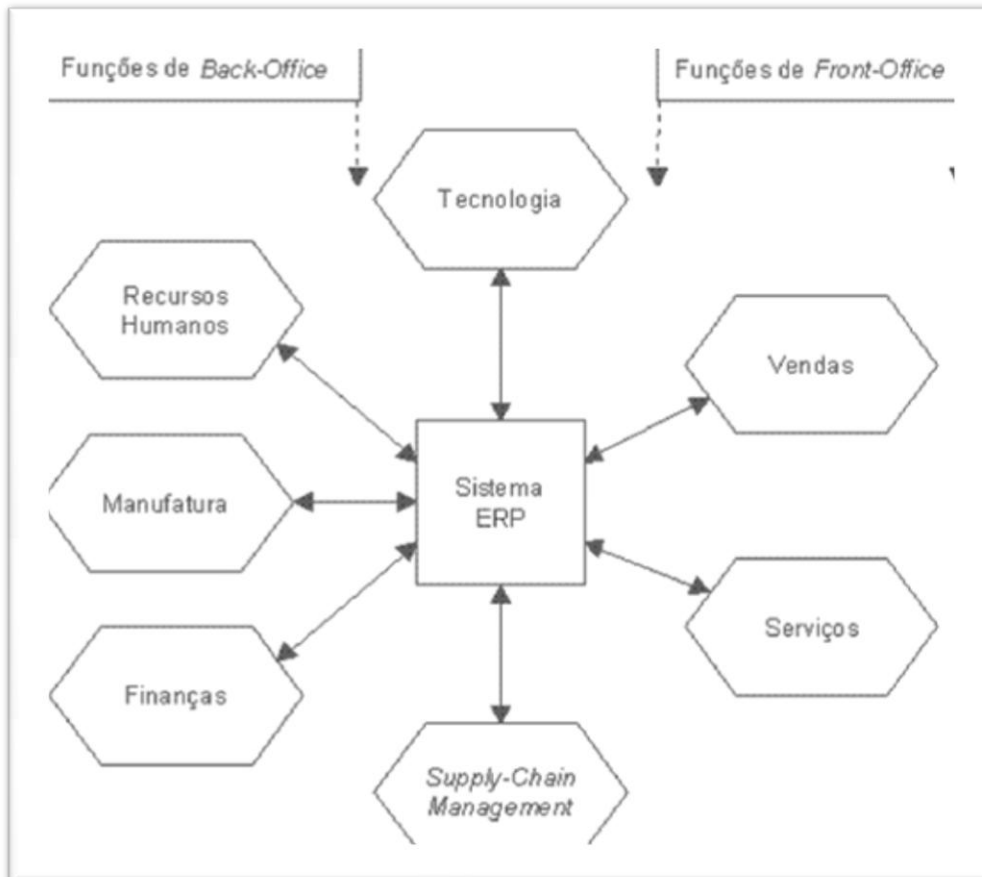 Funções de Back-Office
Funções de Front-Office
Tecnologia
Recursos
Humanos
Vendas
Manufatura
Sistema
ERP
Serviços
Finanças
Supply-Chain
Management